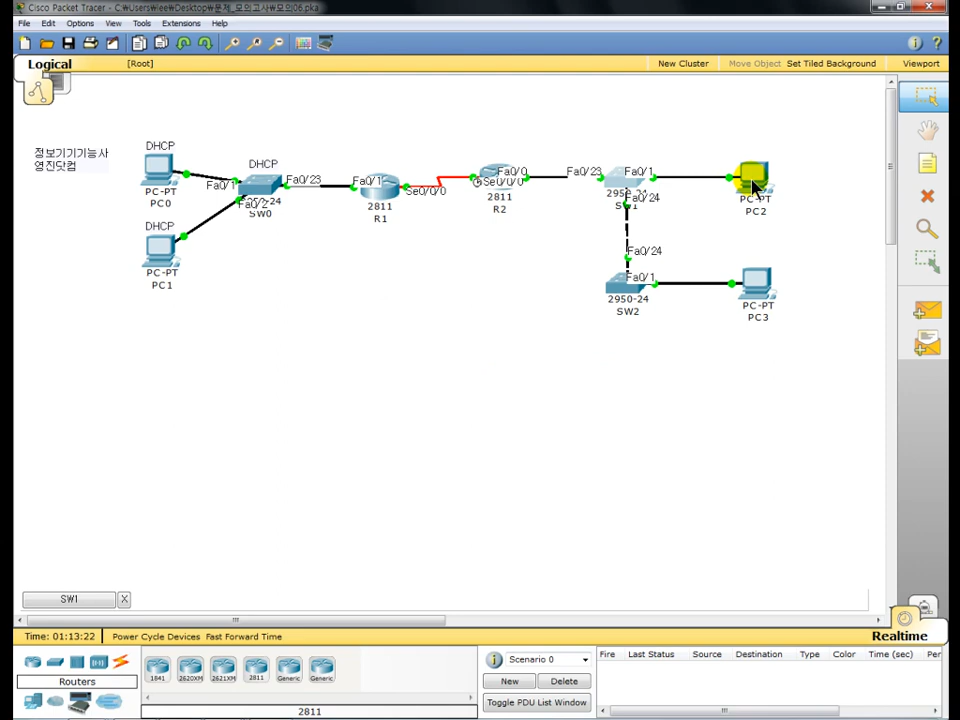 Cisco Packet Tracer - C:\Users\lee\Desktop\문제_모의고사\모의06.pka
File Edit Options View Tools Extensions Help
Logical [Root] New Cluster Move Object Set Tiled Background Viewport
정보기기기능사
영진닷컴
DHCP
PC-PT
PC0
Fa0/1
DHCP
PC-PT
PC1
Fa0/2
DHCP
SW0
Fa0/23
Fa0/1
2811
R1
Se0/0/0
Fa0/0
Se0/0/0
2811
R2
Fa0/23
Fa0/1
Fa0/24
PC-PT
PC2
Fa0/24
Fa0/1
2950-24
SW2
PC-PT
PC3
SW1 X
Time: 01:13:22 Power Cycle Devices Fast Forward Time Realtime
Routers
1841 2620XM 2621XM 2811 Generic Generic
2811
Scenario 0
New Delete
Toggle PDU List Window
Fire Last Status Source Destination Type Color Time (sec) Per